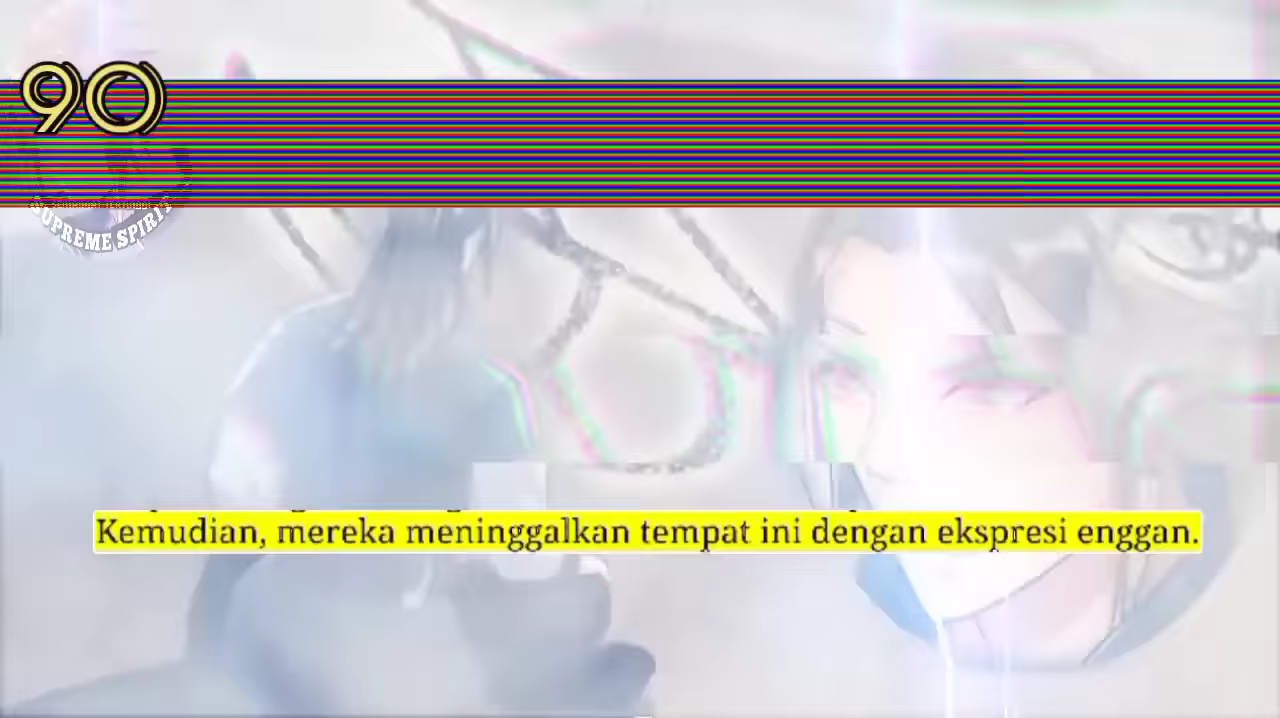 90
SUPREME SPIRIT
Kemudian, mereka meninggalkan tempat ini dengan ekspresi enggan.